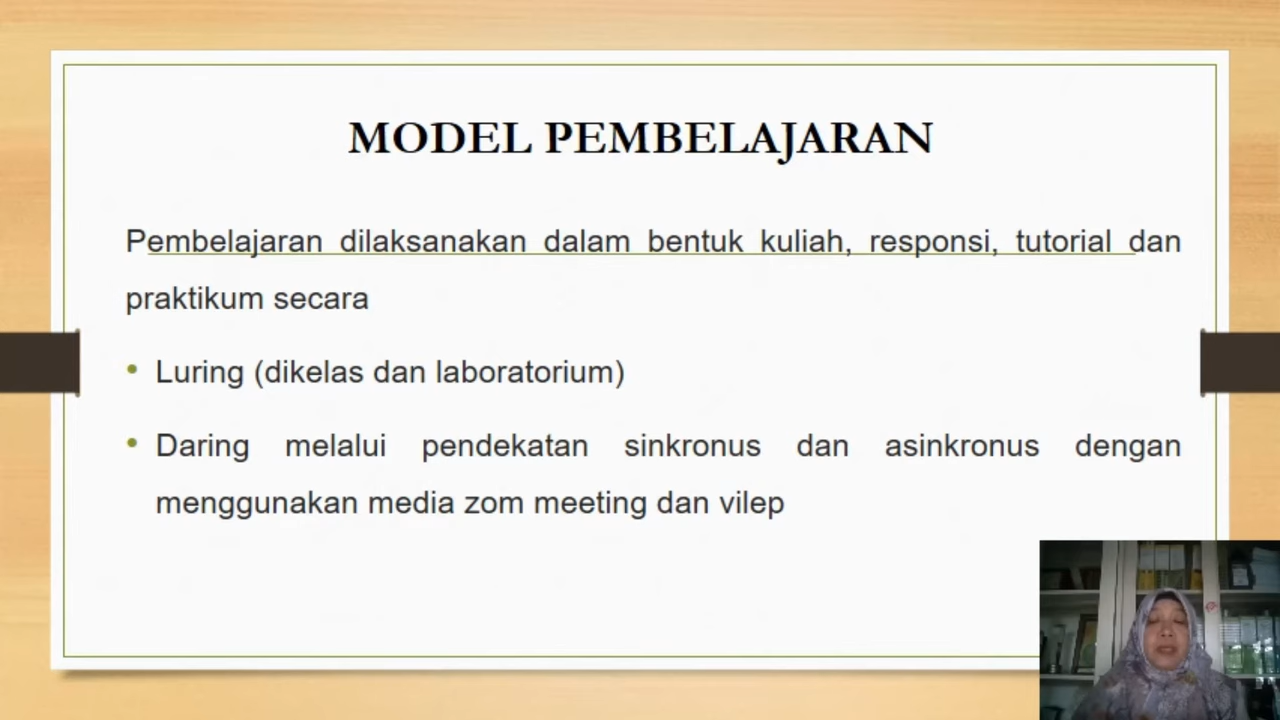 MODEL PEMBELAJARAN
Pembelajaran dilaksanakan dalam bentuk kuliah, responsi, tutorial dan
praktikum secara
• Luring (dikelas dan laboratorium)
• Daring melalui pendekatan sinkronus dan asinkronus dengan
menggunakan media zom meeting dan vilep